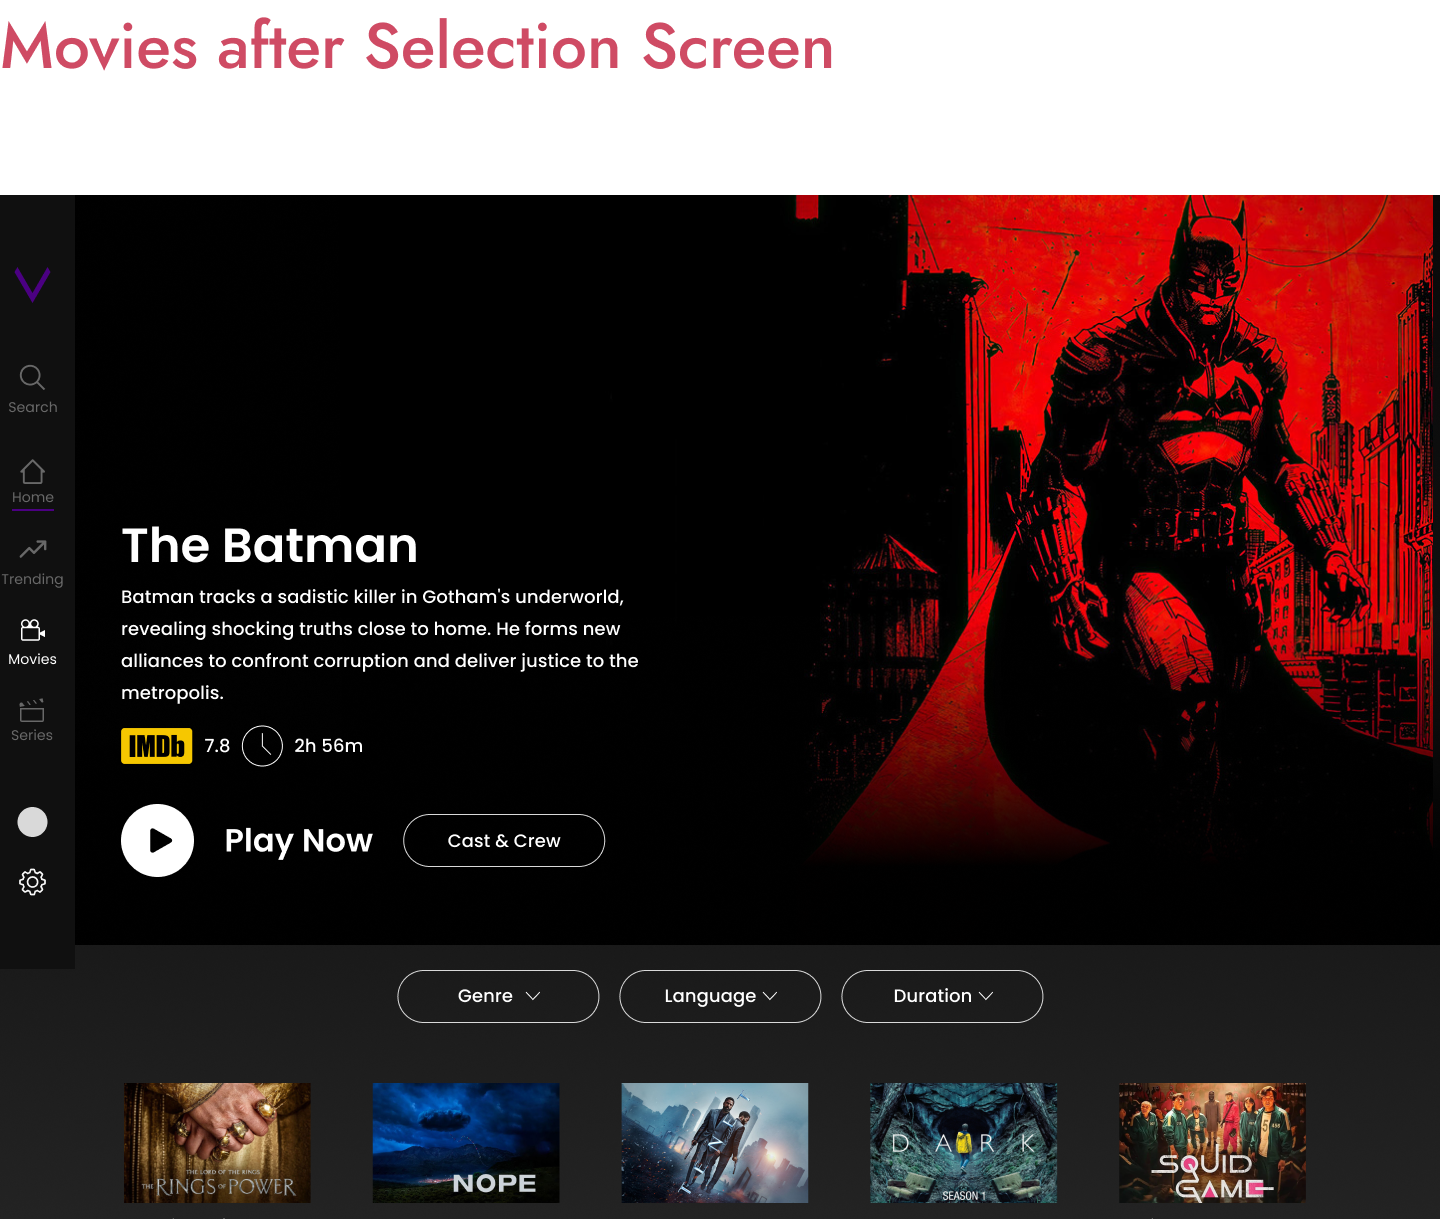 Movies after Selection Screen
Search
Home
Trending
Movies
Series
The Batman
Batman tracks a sadistic killer in Gotham's underworld,
revealing shocking truths close to home. He forms new
alliances to confront corruption and deliver justice to the
metropolis.
IMDb 7.8 2h 56m
Play Now Cast & Crew
Genre Language Duration
THE LORD OF THE RINGS
THE RINGS OF POWER
NOPE
TENET
DARK
SEASON 1
SQUID
GAME